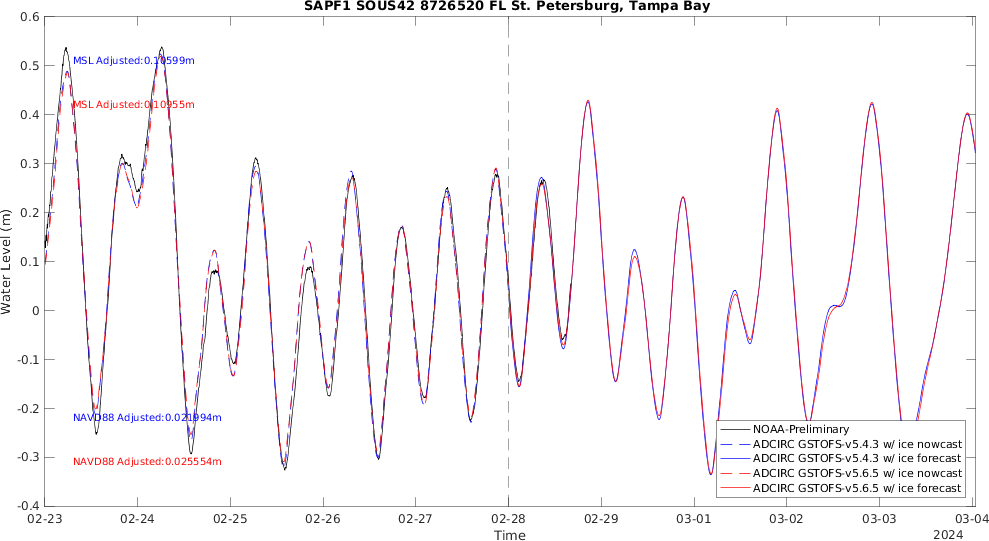 SAPF1 SOUS42 8726520 FL St. Petersburg, Tampa Bay
0.6
0.5
0.4
0.3
0.2
0.1
0
-0.1
-0.2
-0.3
-0.4
Water Level (m)
MSL Adjusted:0.10599m
MSL Adjusted:0.10955m
NAVD88 Adjusted:0.021994m
NAVD88 Adjusted:0.025554m
NOAA-Preliminary
ADCIRC GSTOFS-v5.4.3 w/ ice nowcast
ADCIRC GSTOFS-v5.4.3 w/ ice forecast
ADCIRC GSTOFS-v5.6.5 w/ ice nowcast
ADCIRC GSTOFS-v5.6.5 w/ ice forecast
02-23 02-24 02-25 02-26 02-27 02-28 02-29 03-01 03-02 03-03 03-04
Time
2024